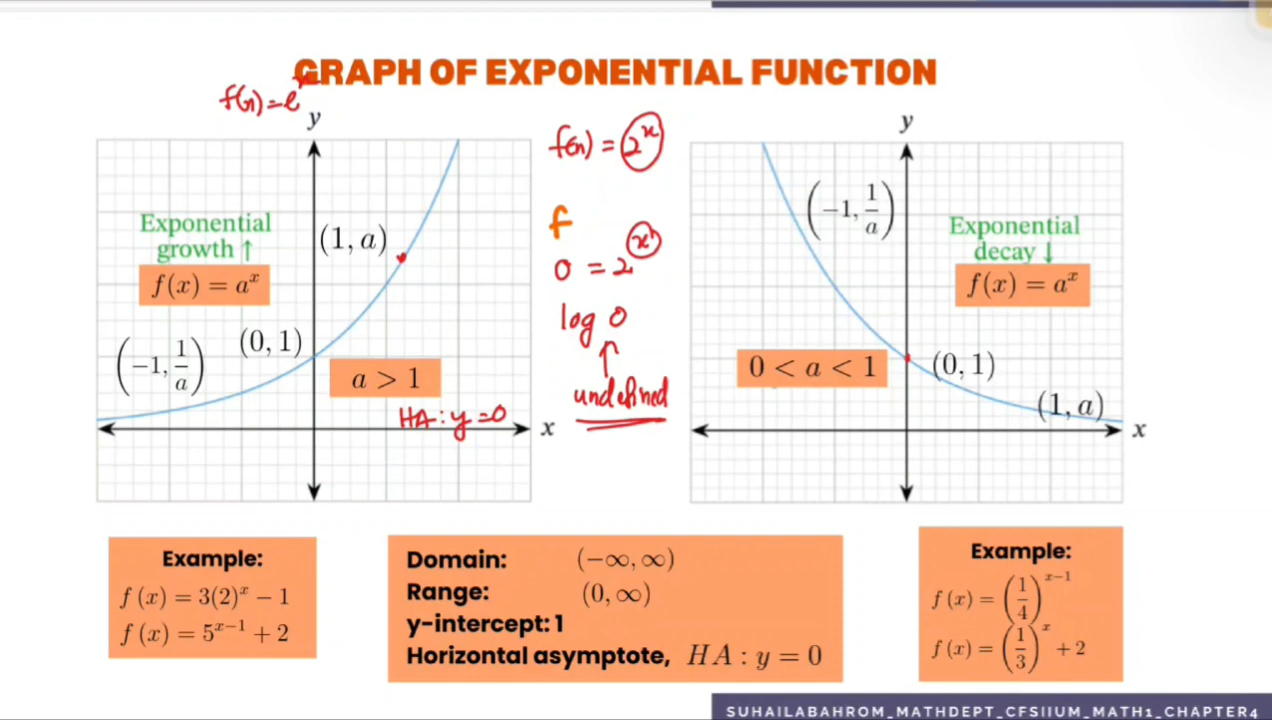 GRAPH OF EXPONENTIAL FUNCTION
f(x) = e^x
y
Exponential
growth ↑
f(x) = a^x
(1, a)
(0, 1)
(−1, 1/a)
a > 1
HA: y = 0
x
f(x) = 2^x
f
0 = 2^x
log 0
↑
undefined
y
(−1, 1/a)
Exponential
decay ↓
f(x) = a^x
0 < a < 1
(0, 1)
(1, a)
x
Example:
f (x) = 3(2)^x − 1
f (x) = 5^(x−1) + 2
Domain: (−∞, ∞)
Range: (0, ∞)
y-intercept: 1
Horizontal asymptote, HA : y = 0
Example:
f (x) = (1/4)^(x−1)
f (x) = (1/3)^x + 2
SUHAILABAHROM_MATHDEPT_CFSIIUM_MATH1_CHAPTER4